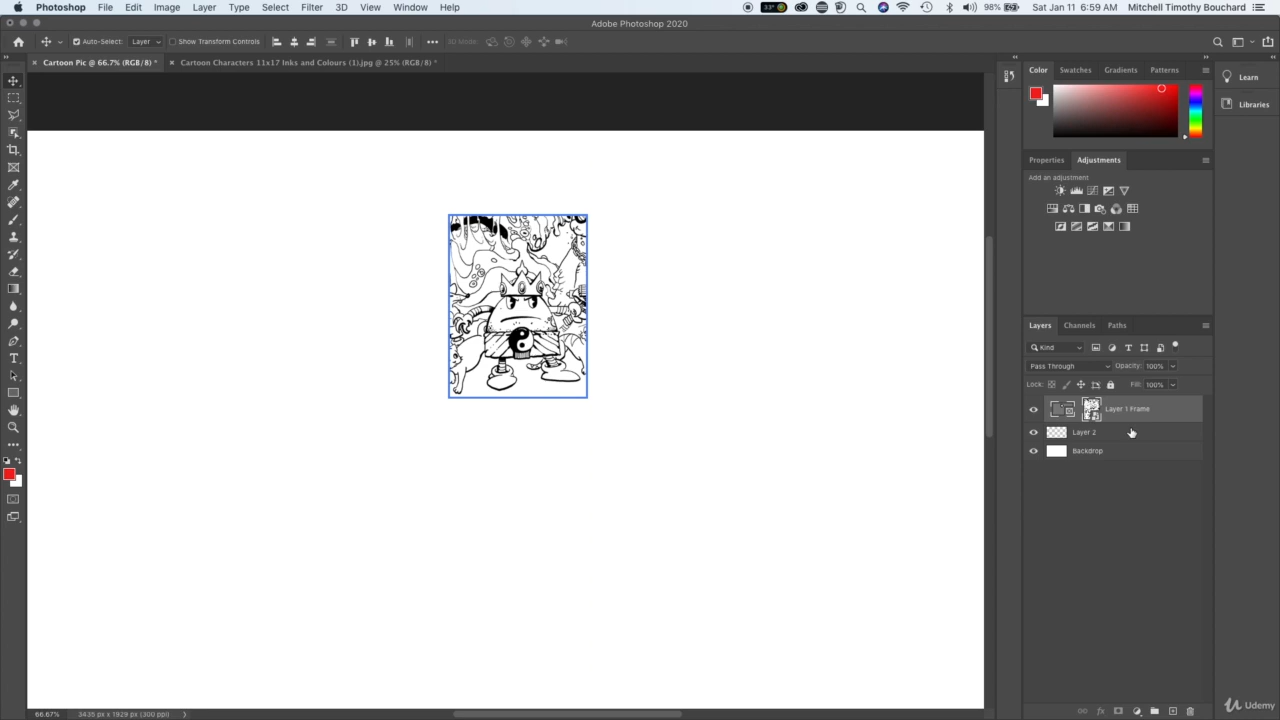 Photoshop File Edit Image Layer Type Select Filter 3D View Window Help 33° 98% Sat Jan 11 6:59 AM Mitchell Timothy Bouchard
Adobe Photoshop 2020
Auto-Select: Layer Show Transform Controls 3D Mode:
Cartoon Pic @ 66.7% (RGB/8) * Cartoon Characters 11x17 Inks and Colours (1).jpg @ 25% (RGB/8) *
Color Swatches Gradients Patterns
Learn
Libraries
Properties Adjustments
Add an adjustment
Layers Channels Paths
Kind
Pass Through Opacity: 100%
Lock: Fill: 100%
Layer 1 Frame
Layer 2
Backdrop
66.67% 3435 px x 1929 px (300 ppi)
Udemy